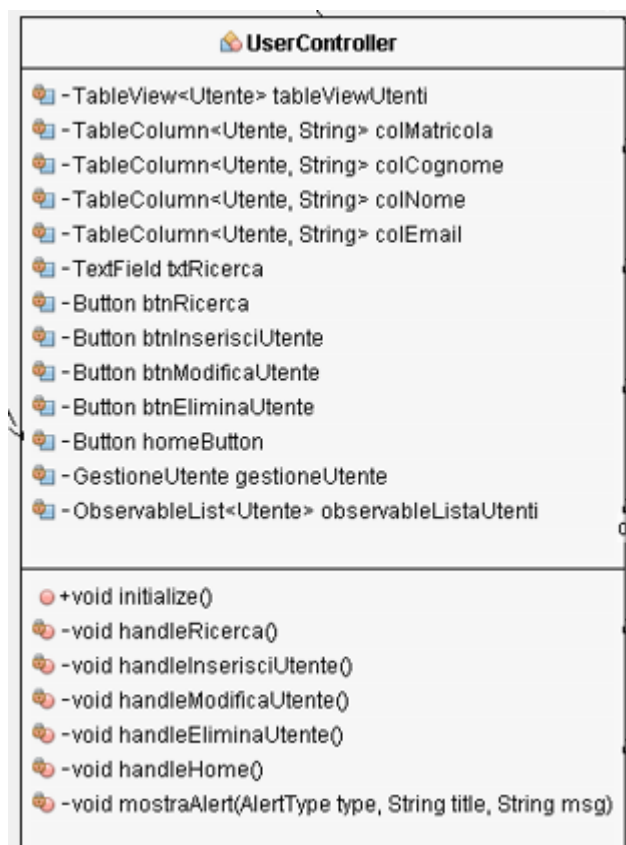 UserController
-TableView<Utente> tableViewUtenti
-TableColumn<Utente, String> colMatricola
-TableColumn<Utente, String> colCognome
-TableColumn<Utente, String> colNome
-TableColumn<Utente, String> colEmail
-TextField txtRicerca
-Button btnRicerca
-Button btnInserisciUtente
-Button btnModificaUtente
-Button btnEliminaUtente
-Button homeButton
-GestioneUtente gestioneUtente
-ObservableList<Utente> observableListaUtenti
+void initialize()
-void handleRicerca()
-void handleInserisciUtente()
-void handleModificaUtente()
-void handleEliminaUtente()
-void handleHome()
-void mostraAlert(AlertType type, String title, String msg)